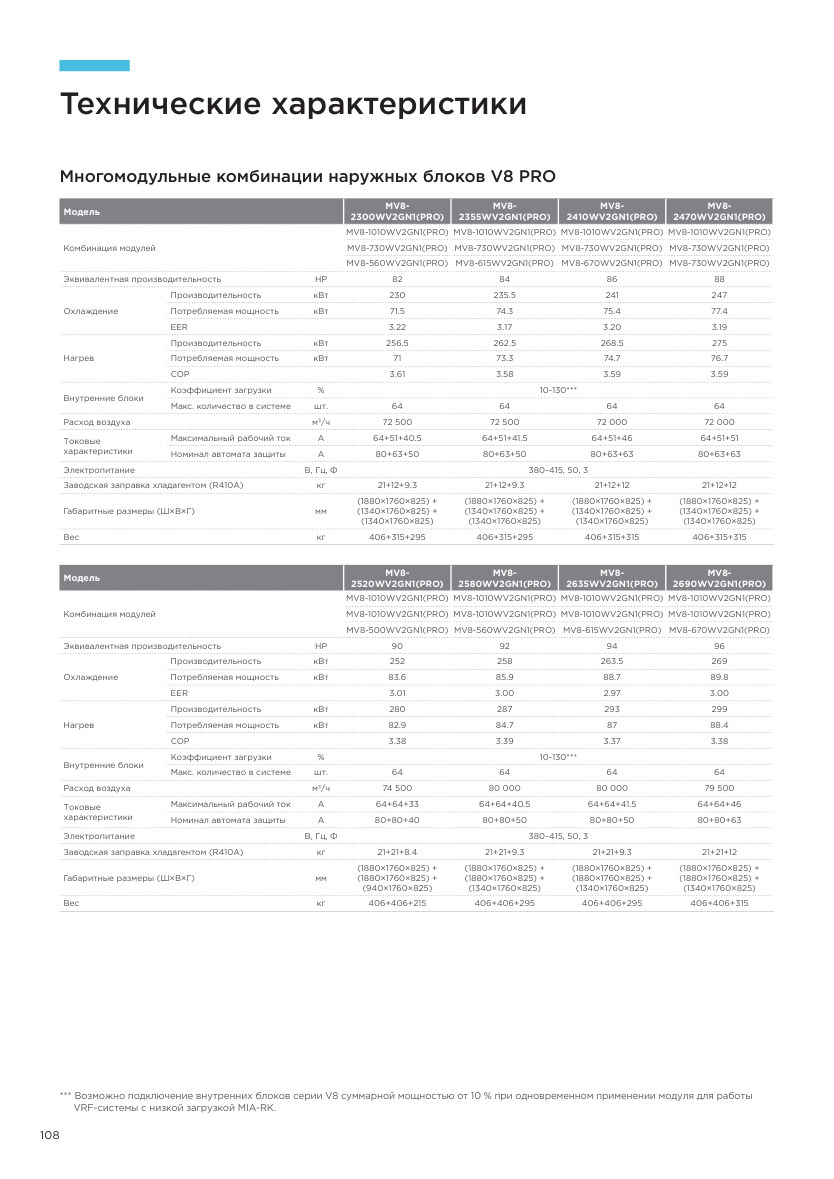 Технические характеристики
Многомодульные комбинации наружных блоков V8 PRO
Модель MV8-2300WV2GN1(PRO) MV8-2355WV2GN1(PRO) MV8-2410WV2GN1(PRO) MV8-2470WV2GN1(PRO)
Комбинация модулей
MV8-1010WV2GN1(PRO) MV8-1010WV2GN1(PRO) MV8-1010WV2GN1(PRO) MV8-1010WV2GN1(PRO)
MV8-730WV2GN1(PRO) MV8-730WV2GN1(PRO) MV8-730WV2GN1(PRO) MV8-730WV2GN1(PRO)
MV8-560WV2GN1(PRO) MV8-615WV2GN1(PRO) MV8-670WV2GN1(PRO) MV8-730WV2GN1(PRO)
Эквивалентная производительность HP 82 84 86 88
Охлаждение
Производительность кВт 230 235.5 241 247
Потребляемая мощность кВт 71.5 74.3 75.4 77.4
EER 3.22 3.17 3.20 3.19
Нагрев
Производительность кВт 256.5 262.5 268.5 275
Потребляемая мощность кВт 71 73.3 74.7 76.7
COP 3.61 3.58 3.59 3.59
Внутренние блоки
Коэффициент загрузки % 10-130***
Макс. количество в системе шт. 64 64 64 64
Расход воздуха м³/ч 72 500 72 500 72 000 72 000
Токовые характеристики
Максимальный рабочий ток А 64+51+40.5 64+51+41.5 64+51+46 64+51+51
Номинал автомата защиты А 80+63+50 80+63+50 80+63+63 80+63+63
Электропитание В, Гц, Ф 380-415, 50, 3
Заводская заправка хладагентом (R410A) кг 21+12+9.3 21+12+9.3 21+12+12 21+12+12
Габаритные размеры (Ш×В×Г) мм
(1880×1760×825) + (1880×1760×825) + (1880×1760×825) + (1880×1760×825) +
(1340×1760×825) + (1340×1760×825) + (1340×1760×825) + (1340×1760×825) +
(1340×1760×825) (1340×1760×825) (1340×1760×825) (1340×1760×825)
Вес кг 406+315+295 406+315+295 406+315+315 406+315+315
Модель MV8-2520WV2GN1(PRO) MV8-2580WV2GN1(PRO) MV8-2635WV2GN1(PRO) MV8-2690WV2GN1(PRO)
Комбинация модулей
MV8-1010WV2GN1(PRO) MV8-1010WV2GN1(PRO) MV8-1010WV2GN1(PRO) MV8-1010WV2GN1(PRO)
MV8-1010WV2GN1(PRO) MV8-1010WV2GN1(PRO) MV8-1010WV2GN1(PRO) MV8-1010WV2GN1(PRO)
MV8-500WV2GN1(PRO) MV8-560WV2GN1(PRO) MV8-615WV2GN1(PRO) MV8-670WV2GN1(PRO)
Эквивалентная производительность HP 90 92 94 96
Охлаждение
Производительность кВт 252 258 263.5 269
Потребляемая мощность кВт 83.6 85.9 88.7 89.8
EER 3.01 3.00 2.97 3.00
Нагрев
Производительность кВт 280 287 293 299
Потребляемая мощность кВт 82.9 84.7 87 88.4
COP 3.38 3.39 3.37 3.38
Внутренние блоки
Коэффициент загрузки % 10-130***
Макс. количество в системе шт. 64 64 64 64
Расход воздуха м³/ч 74 500 80 000 80 000 79 500
Токовые характеристики
Максимальный рабочий ток А 64+64+33 64+64+40.5 64+64+41.5 64+64+46
Номинал автомата защиты А 80+80+40 80+80+50 80+80+50 80+80+63
Электропитание В, Гц, Ф 380-415, 50, 3
Заводская заправка хладагентом (R410A) кг 21+21+8.4 21+21+9.3 21+21+9.3 21+21+12
Габаритные размеры (Ш×В×Г) мм
(1880×1760×825) + (1880×1760×825) + (1880×1760×825) + (1880×1760×825) +
(1880×1760×825) + (1880×1760×825) + (1880×1760×825) + (1880×1760×825) +
(940×1760×825) (1340×1760×825) (1340×1760×825) (1340×1760×825)
Вес кг 406+406+215 406+406+295 406+406+295 406+406+315
*** Возможно подключение внутренних блоков серии V8 суммарной мощностью от 10 % при одновременном применении модуля для работы
VRF-системы с низкой загрузкой MIA-RK.
108